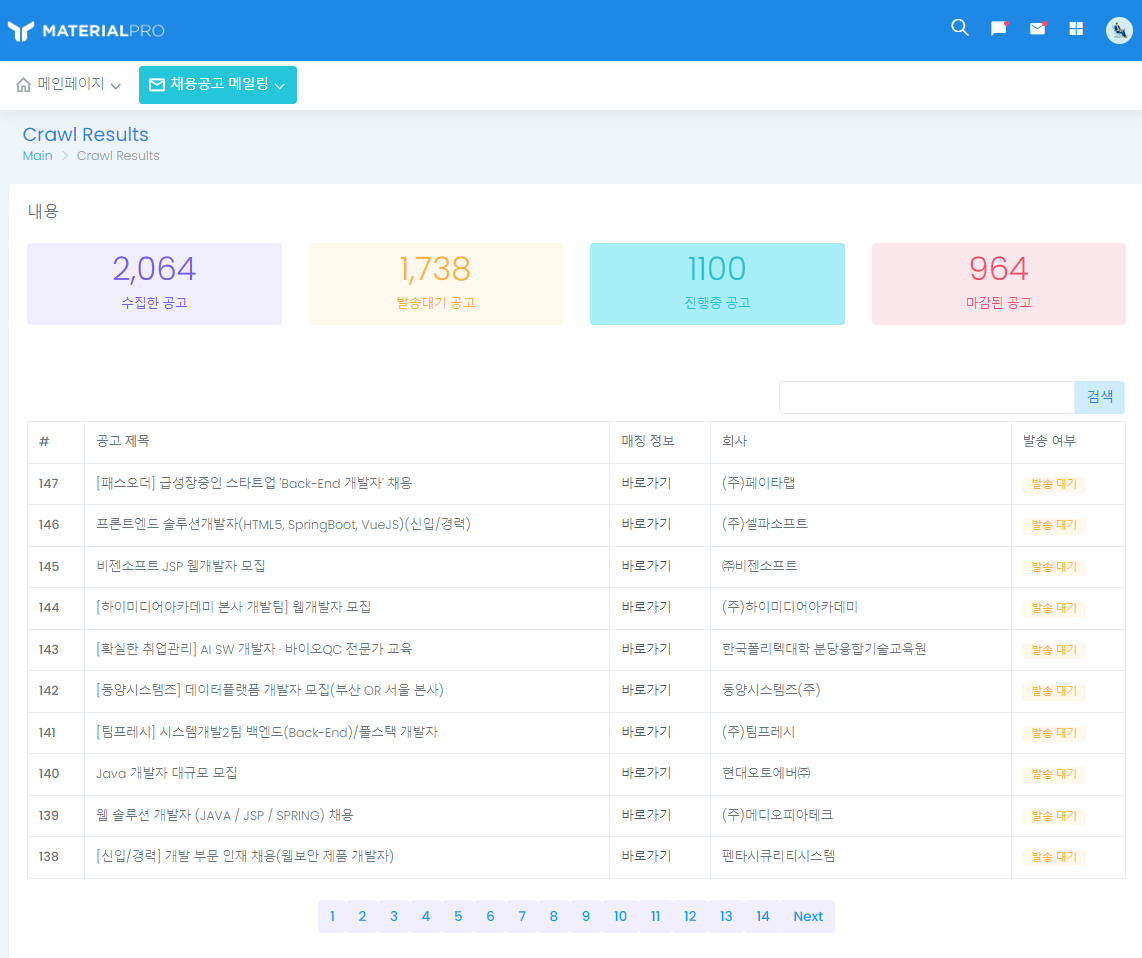 MATERIALPRO
메인페이지 채용공고 메일링
Crawl Results
Main > Crawl Results
내용
2,064 1,738 1100 964
수집한 공고 발송대기 공고 진행중 공고 마감된 공고
검색
# 공고 제목 매칭 정보 회사 발송 여부
147 [패스오더] 급성장중인 스타트업 'Back-End 개발자' 채용 바로가기 (주)페이타랩 발송 대기
146 프론트엔드 솔루션개발자(HTML5, SpringBoot, VueJS)(신입/경력) 바로가기 (주)셀파소프트 발송 대기
145 비젠소프트 JSP 웹개발자 모집 바로가기 ㈜비젠소프트 발송 대기
144 [하이미디어아카데미 본사 개발팀] 웹개발자 모집 바로가기 (주)하이미디어아카데미 발송 대기
143 [확실한 취업관리] AI SW 개발자 · 바이오QC 전문가 교육 바로가기 한국폴리텍대학 분당융합기술교육원 발송 대기
142 [동양시스템즈] 데이터플랫폼 개발자 모집(부산 OR 서울 본사) 바로가기 동양시스템즈(주) 발송 대기
141 [팀프레시] 시스템개발2팀 백엔드(Back-End)/풀스택 개발자 바로가기 (주)팀프레시 발송 대기
140 Java 개발자 대규모 모집 바로가기 현대오토에버㈜ 발송 대기
139 웹 솔루션 개발자 (JAVA / JSP / SPRING) 채용 바로가기 (주)메디오피아테크 발송 대기
138 [신입/경력] 개발 부문 인재 채용(웹보안 제품 개발자) 바로가기 펜타시큐리티시스템 발송 대기
1 2 3 4 5 6 7 8 9 10 11 12 13 14 Next